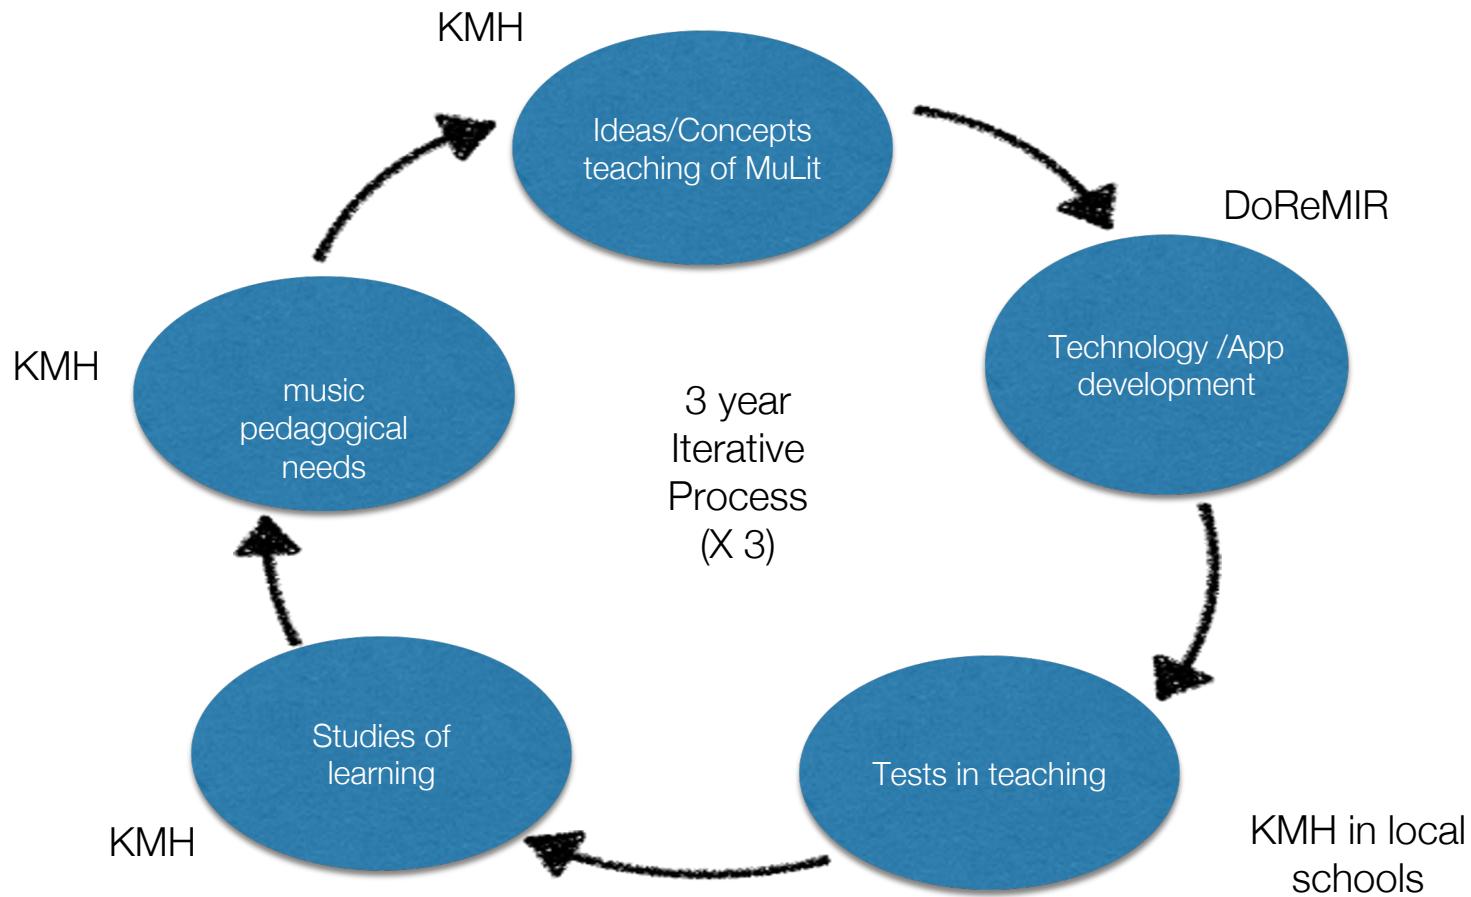 KMH
Ideas/Concepts
teaching of MuLit
DoReMIR
Technology /App
development
KMH
music
pedagogical
needs
3 year
Iterative
Process
(X 3)
Studies of
learning
KMH
Tests in teaching
KMH in local
schools